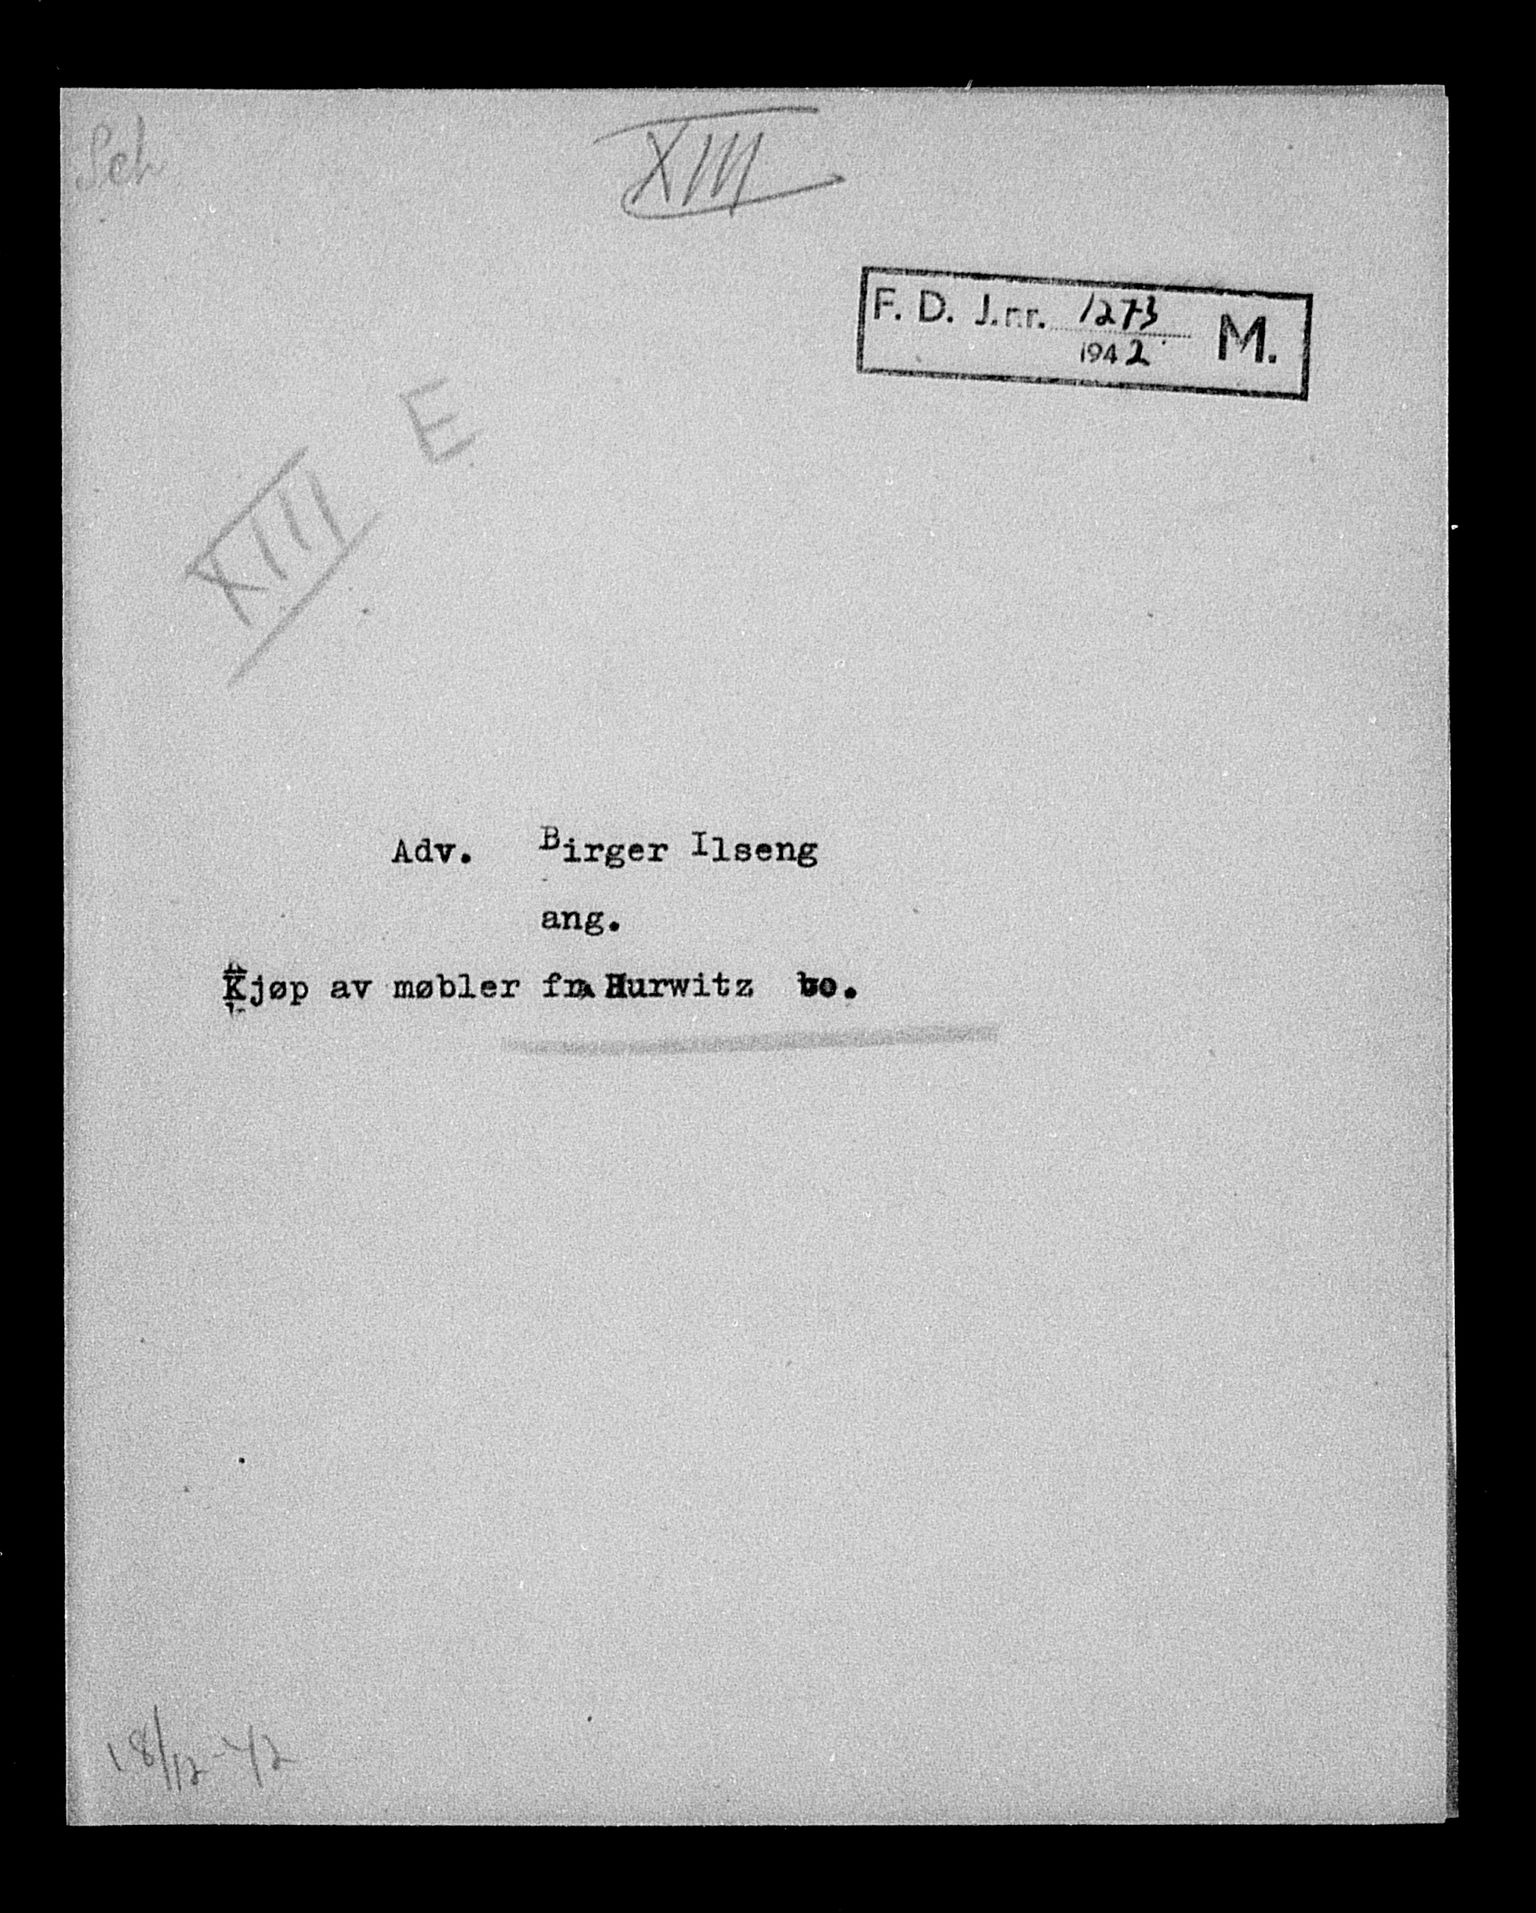 Sch
XIII
F. D. J.nr. 1273 M.
1942
E
XIII
Adv. Birger Ilseng
ang.
Kjøp av møbler fra Hurwitz bo.
18/12-42